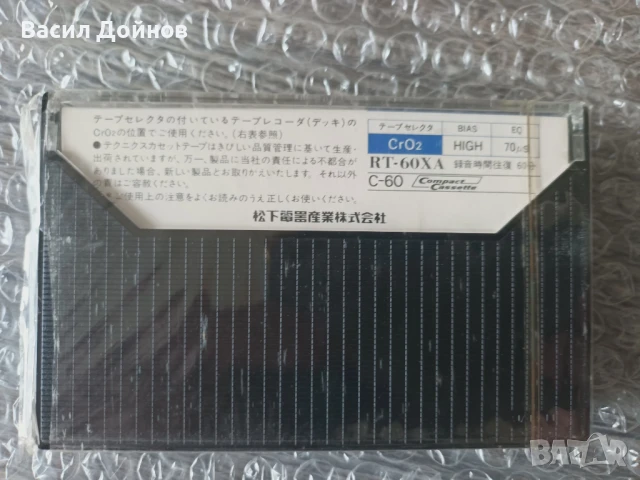 Васил Дойнов
テープセレクタの付いているテープレコーダ(デッキ)の
CrO2の位置でご使用ください。(右表参照)
●テクニクスカセットテープはきびしい品質管理に基いて生産・
出荷されていますが、万一、製品に当社の責任による不都合が
ありました場合、新しい製品とお取りかえいたします。それ以外
の責はご容赦ください。
●ご使用上の注意をよくお読みのうえ正しくお使いください。
松下電器産業株式会社
テープセレクタ BIAS EQ
CrO2 HIGH 70μS
RT-60XA 録音時間往復 60分
C-60 Compact Cassette
BAZAR